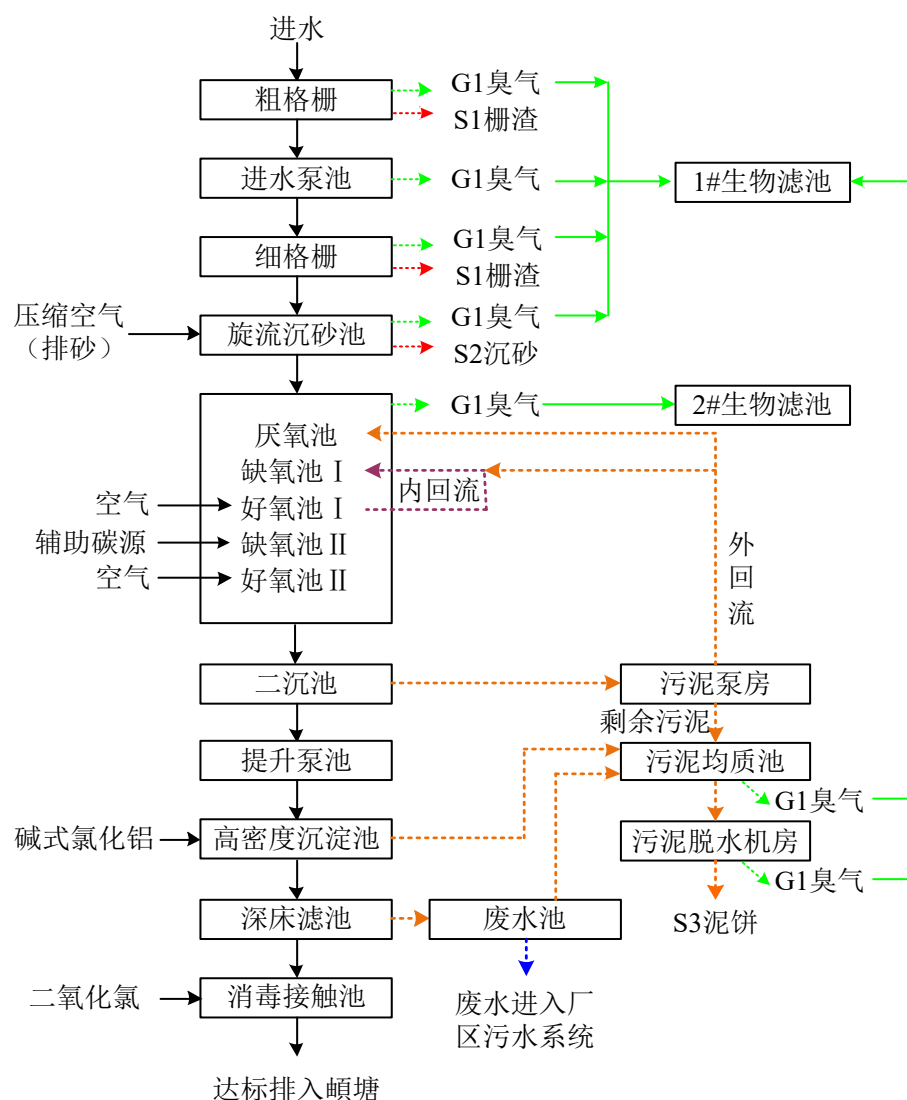 进水
粗格栅
G1臭气
S1栅渣
进水泵池
G1臭气
1#生物滤池
细格栅
G1臭气
S1栅渣
压缩空气
（排砂）
旋流沉砂池
G1臭气
S2沉砂
G1臭气
2#生物滤池
厌氧池
缺氧池Ⅰ
内回流
空气
好氧池Ⅰ
辅助碳源
缺氧池Ⅱ
空气
好氧池Ⅱ
外
回
流
二沉池
污泥泵房
剩余污泥
提升泵池
污泥均质池
G1臭气
碱式氯化铝
高密度沉淀池
污泥脱水机房
G1臭气
深床滤池
废水池
S3泥饼
二氧化氯
消毒接触池
废水进入厂
区污水系统
达标排入頔塘